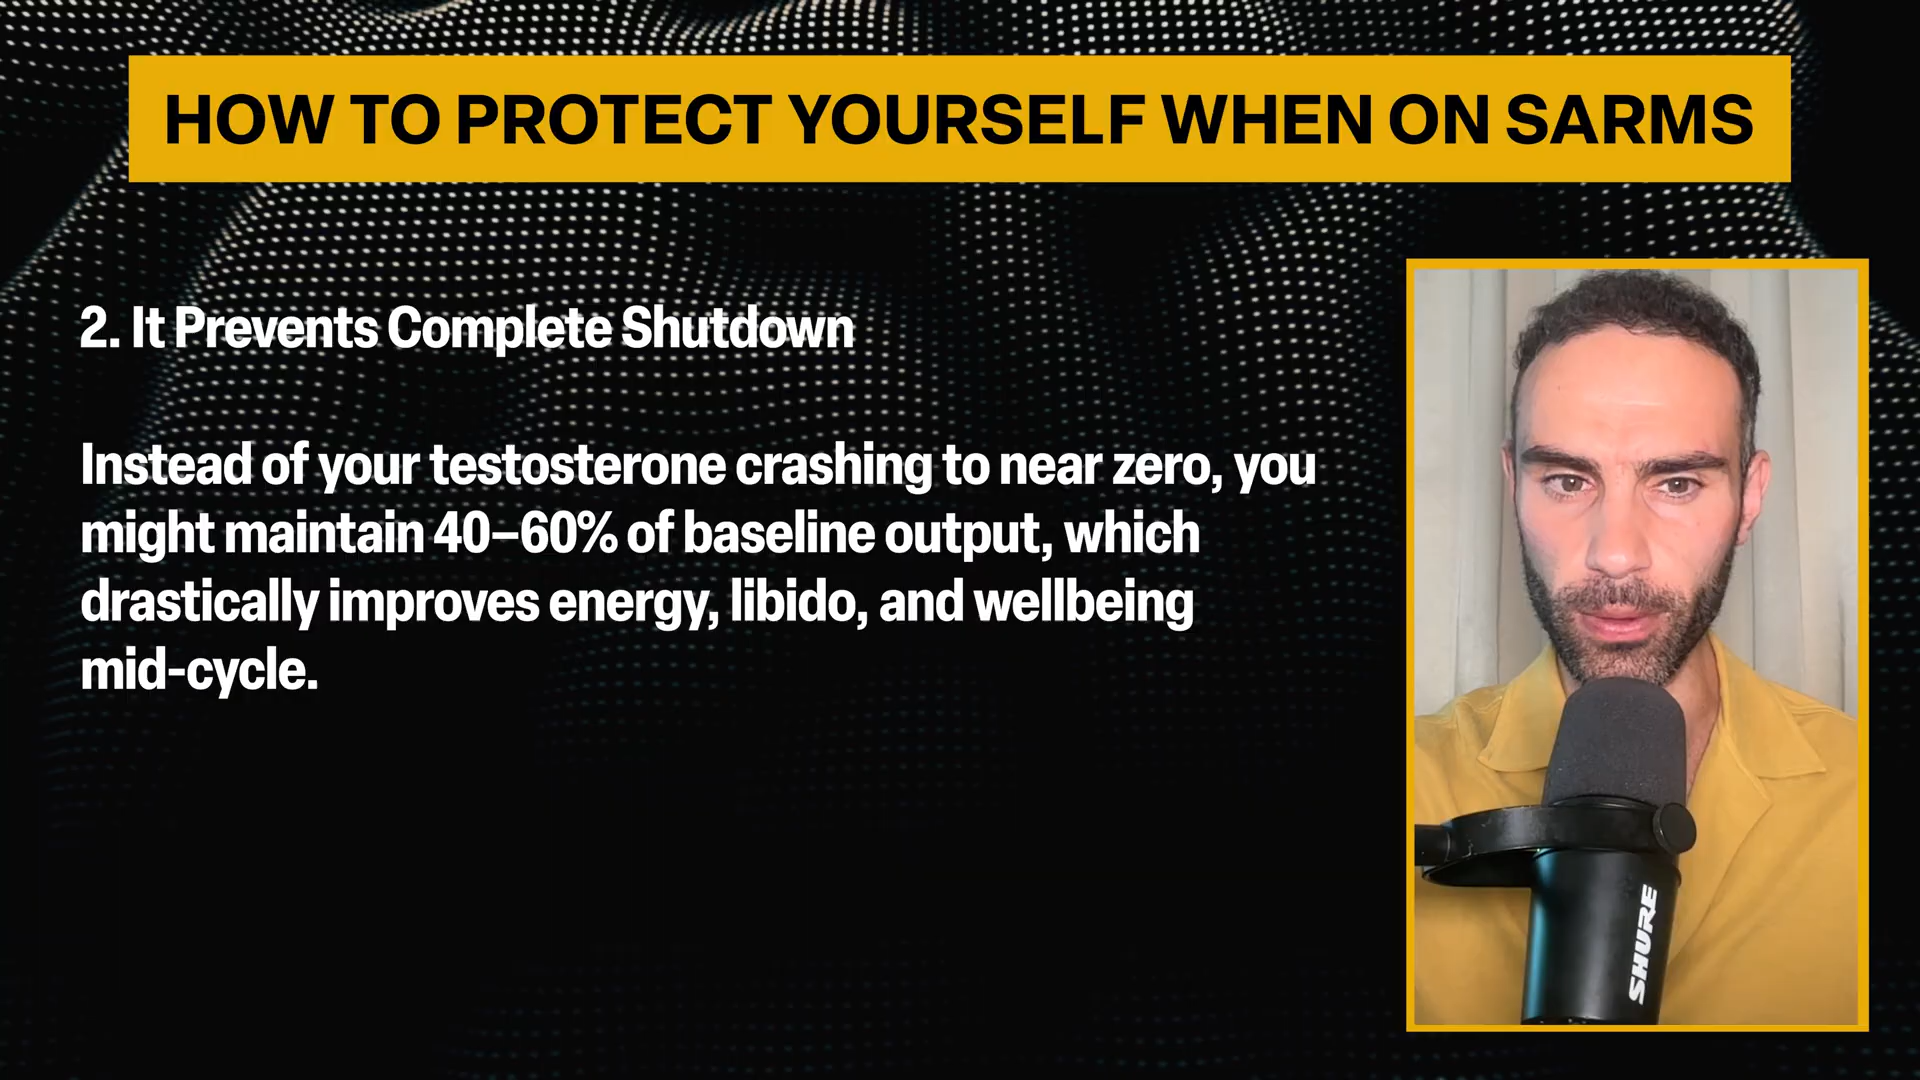 HOW TO PROTECT YOURSELF WHEN ON SARMS
2. It Prevents Complete Shutdown
Instead of your testosterone crashing to near zero, you
might maintain 40–60% of baseline output, which
drastically improves energy, libido, and wellbeing
mid-cycle.
SHURE